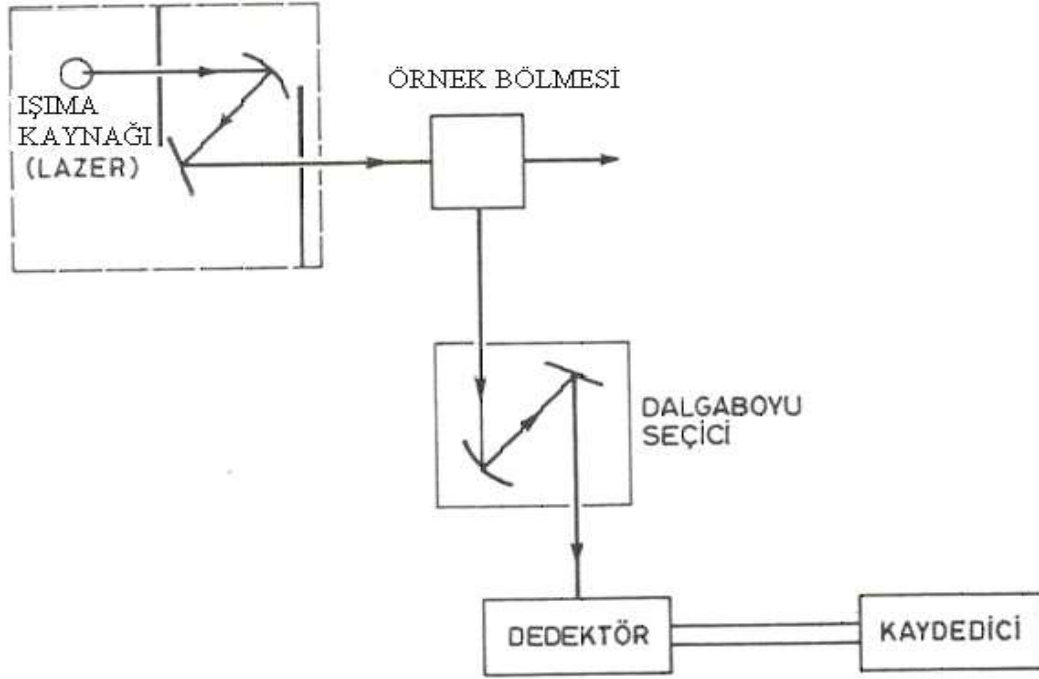 ÖRNEK BÖLMESİ
IŞIMA
KAYNAĞI
(LAZER)
DALGABOYU
SEÇİCİ
DEDEKTÖR
KAYDEDİCİ